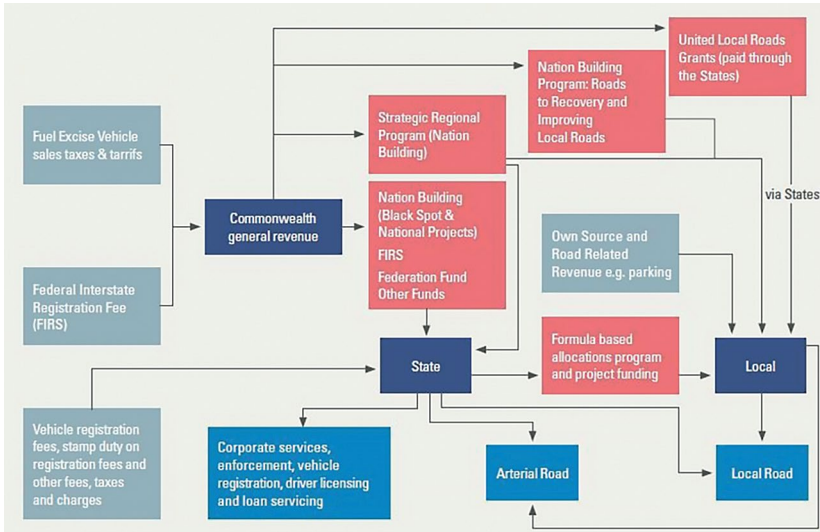 United Local Roads
Grants (paid through
the States)
Nation Building
Program: Roads
to Recovery and
Improving
Local Roads
Strategic Regional
Program (Nation
Building)
Fuel Excise Vehicle
sales taxes & tarrifs
Commonwealth
general revenue
Nation Building
(Black Spot &
National Projects)
FIRS
Federation Fund
Other Funds
via States
Own Source and
Road Related
Revenue e.g. parking
Federal Interstate
Registration Fee
(FIRS)
State
Formula based
allocations program
and project funding
Local
Vehicle registration
fees, stamp duty on
registration fees and
other fees, taxes
and charges
Corporate services,
enforcement, vehicle
registration, driver licensing
and loan servicing
Arterial Road
Local Road